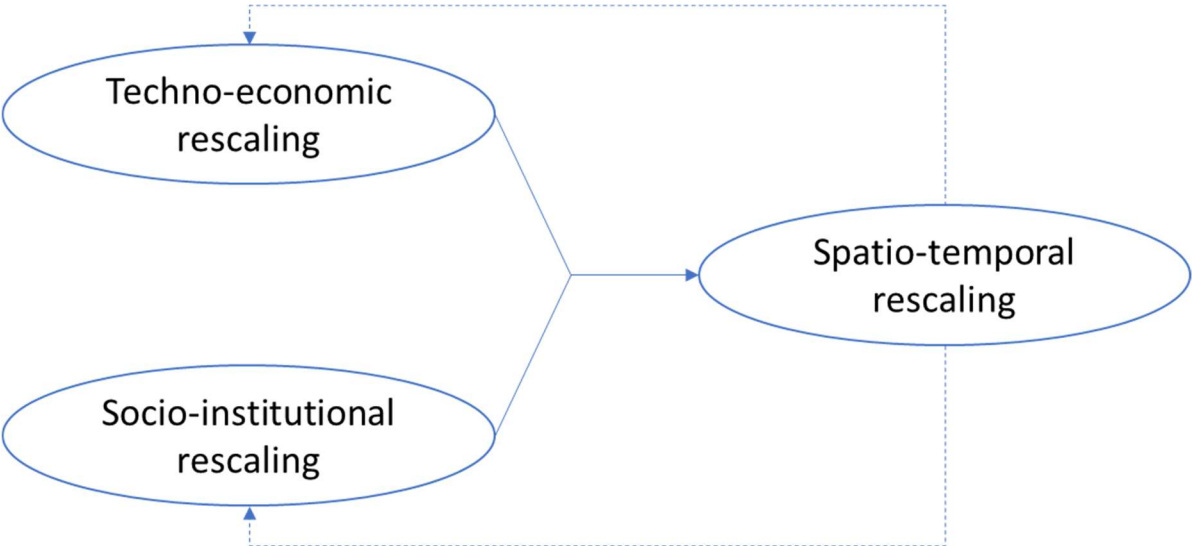 Techno-economic
rescaling
Spatio-temporal
rescaling
Socio-institutional
rescaling